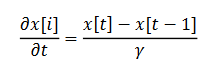 ∂x[i]/∂t = (x[t] − x[t − 1])/γ